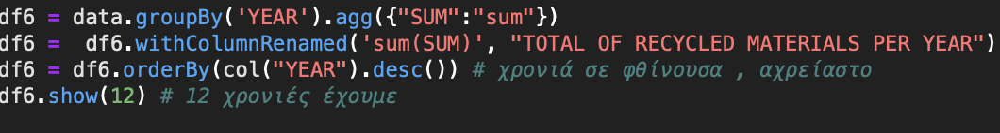 df6 = data.groupBy('YEAR').agg({"SUM":"sum"})
df6 =  df6.withColumnRenamed('sum(SUM)', "TOTAL OF RECYCLED MATERIALS PER YEAR")
df6 = df6.orderBy(col("YEAR").desc()) # χρονιά σε φθίνουσα , αχρείαστο
df6.show(12) # 12 χρονιές έχουμε